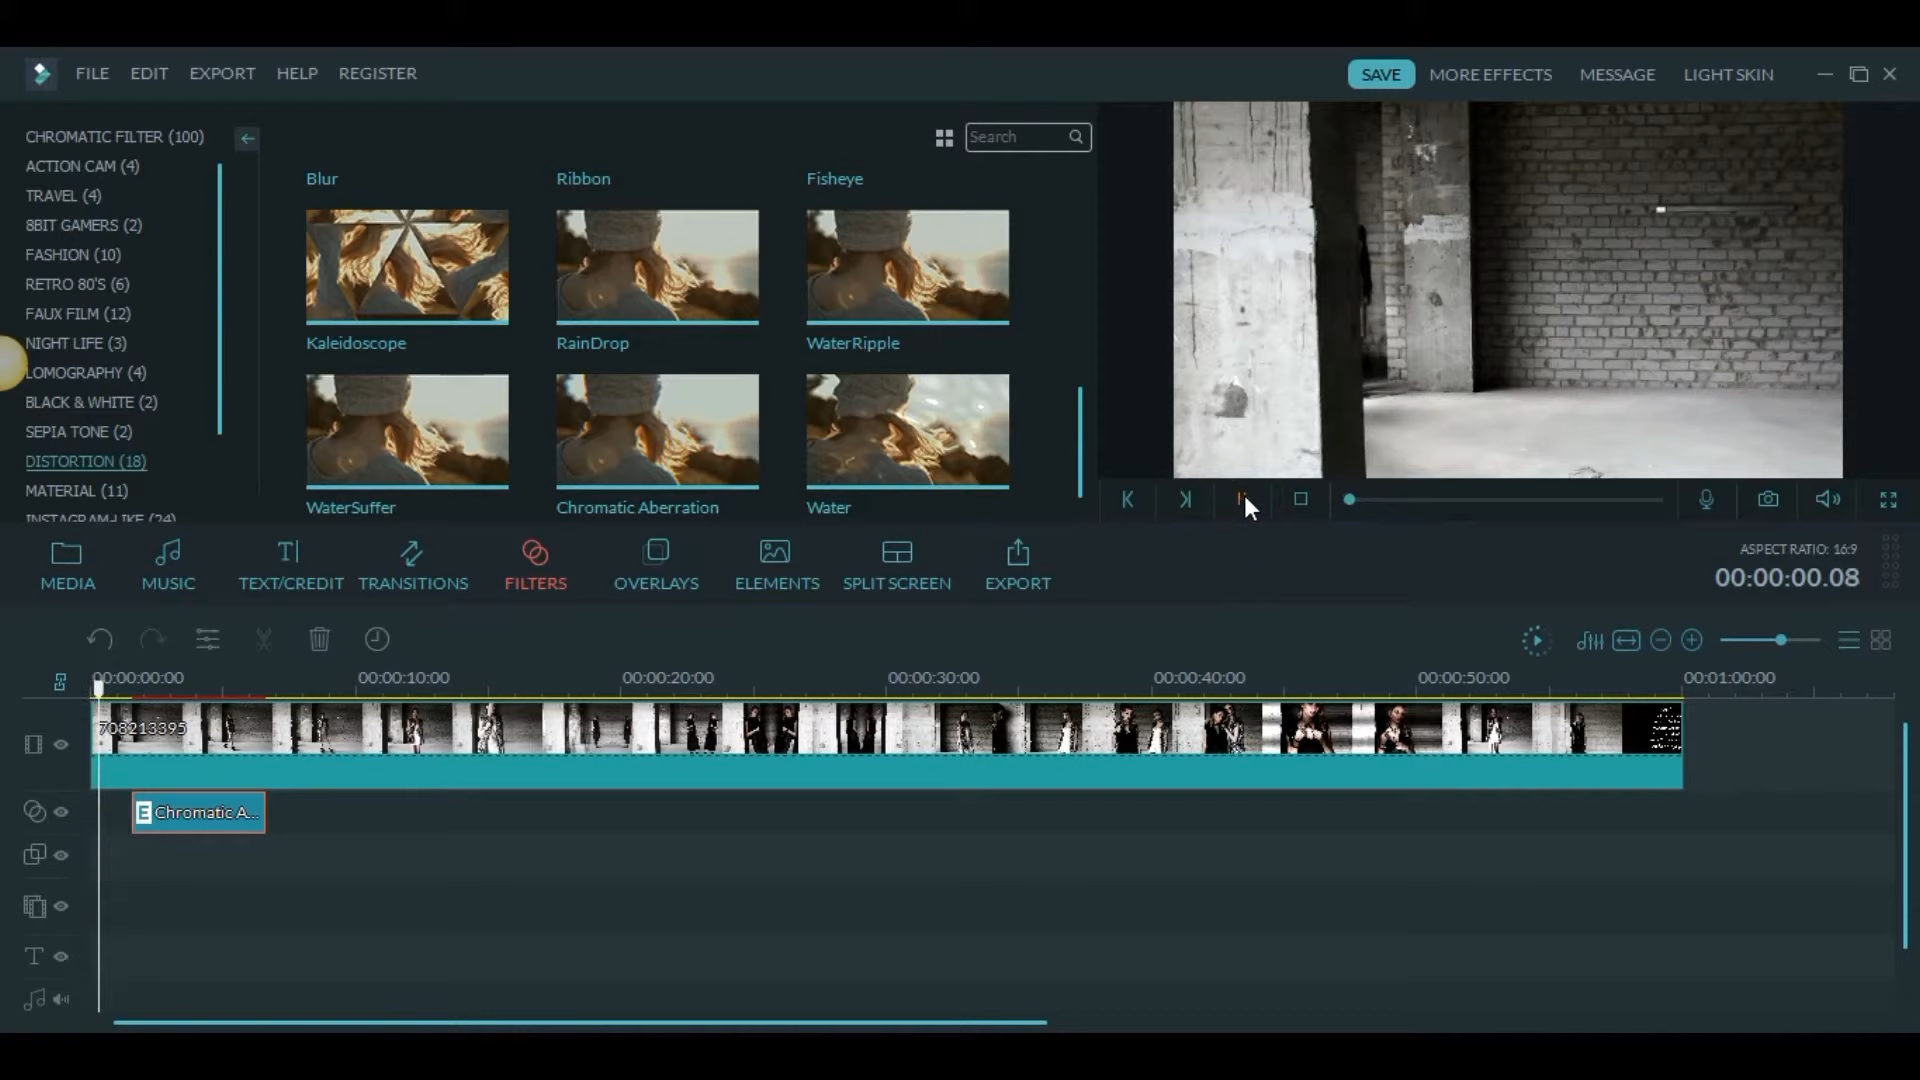 FILE EDIT EXPORT HELP REGISTER
SAVE MORE EFFECTS MESSAGE LIGHT SKIN
CHROMATIC FILTER (100)
ACTION CAM (4)
TRAVEL (4)
8BIT GAMERS (2)
FASHION (10)
RETRO 80'S (6)
FAUX FILM (12)
NIGHT LIFE (3)
LOMOGRAPHY (4)
BLACK & WHITE (2)
SEPIA TONE (2)
DISTORTION (18)
MATERIAL (11)
INSTAGRAM-LIKE (24)
Search
Blur Ribbon Fisheye
Kaleidoscope RainDrop WaterRipple
WaterSuffer Chromatic Aberration Water
MEDIA MUSIC TEXT/CREDIT TRANSITIONS FILTERS OVERLAYS ELEMENTS SPLIT SCREEN EXPORT
ASPECT RATIO: 16:9
00:00:00.08
00:00:00:00 00:00:10:00 00:00:20:00 00:00:30:00 00:00:40:00 00:00:50:00 00:01:00:00
708213395
E Chromatic A...